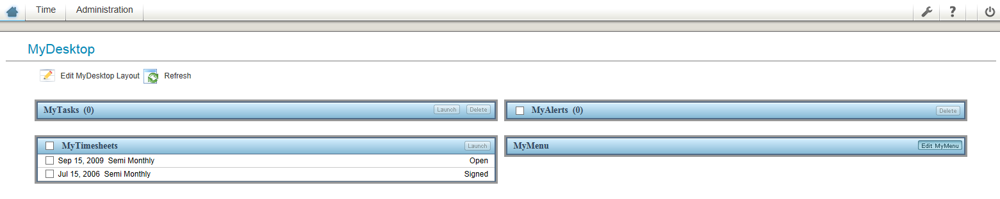 Time Administration ?
MyDesktop
Edit MyDesktop Layout Refresh
MyTasks (0) Launch Delete
MyAlerts (0) Delete
MyTimesheets Launch
Sep 15, 2009 Semi Monthly Open
Jul 15, 2006 Semi Monthly Signed
MyMenu Edit MyMenu